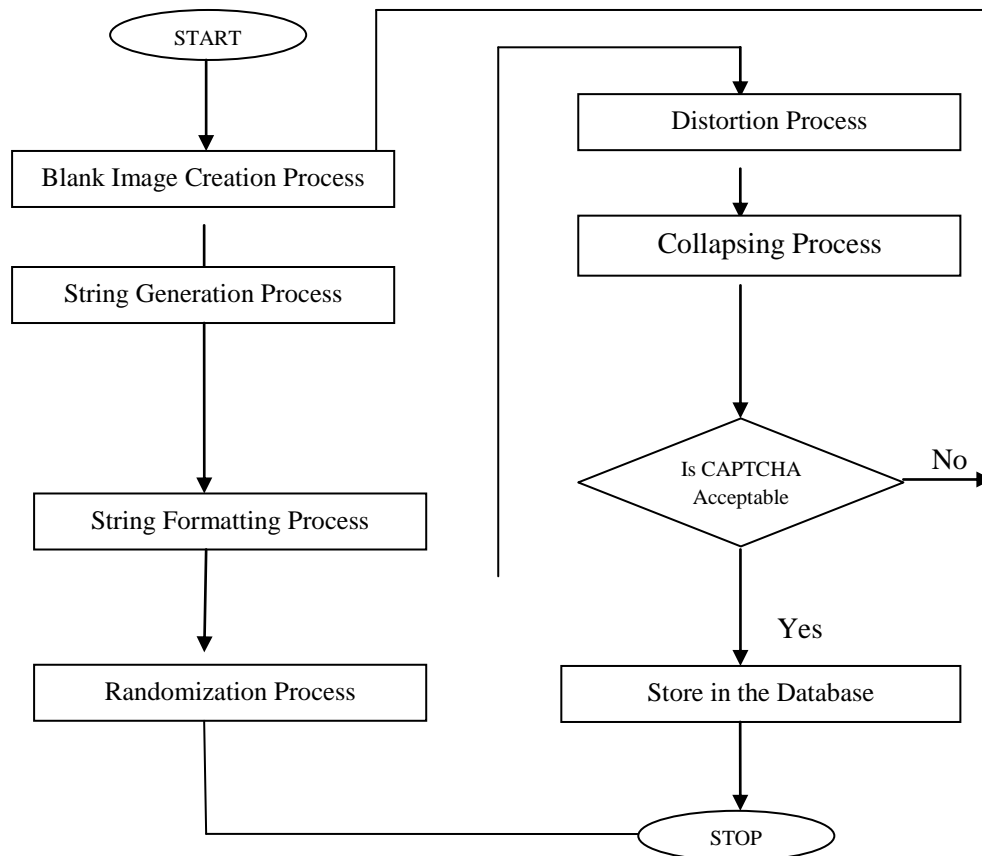 START
Blank Image Creation Process
String Generation Process
String Formatting Process
Randomization Process
Distortion Process
Collapsing Process
Is CAPTCHA
Acceptable
No
Yes
Store in the Database
STOP